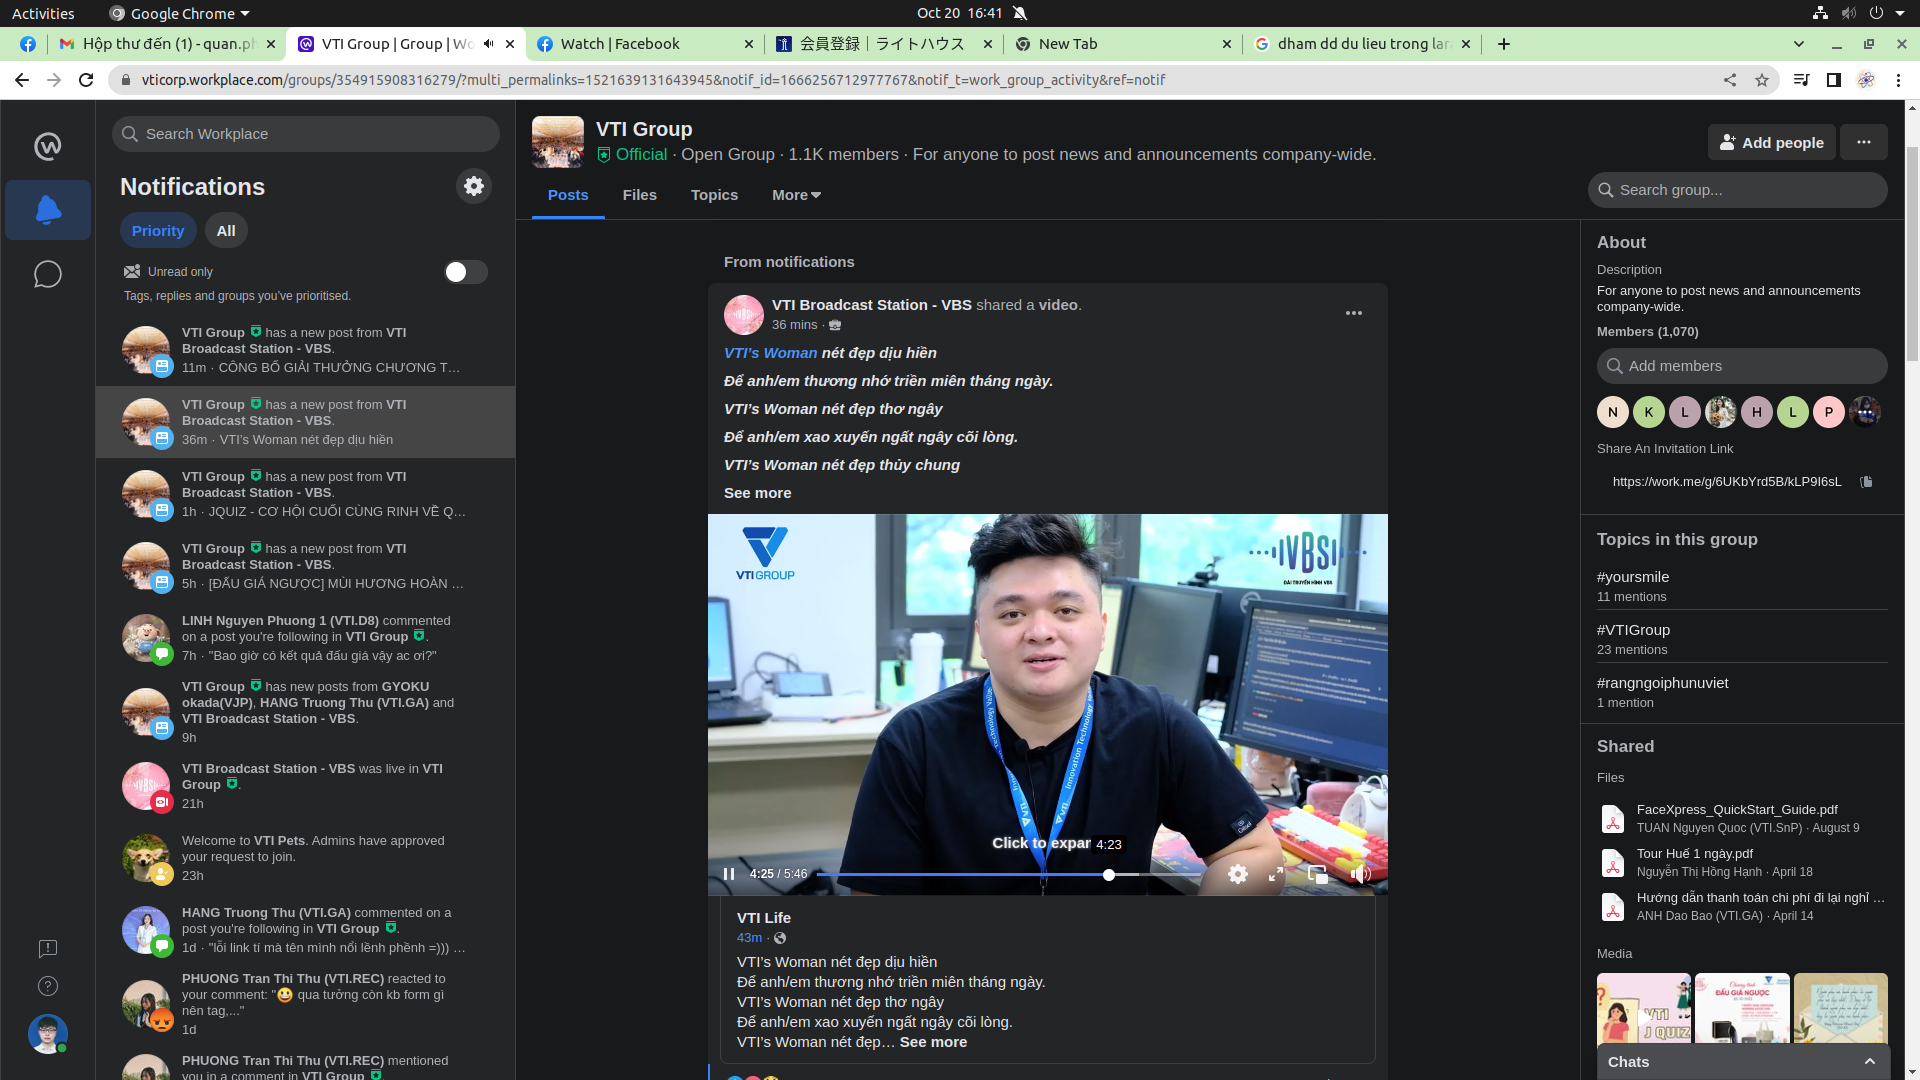 Activities
Google Chrome
Oct 20 16:41
Hộp thư đến (1) - quan.ph
VTI Group | Group | Wo
Watch | Facebook
会員登録｜ライトハウス
New Tab
dham dd du lieu trong lar
vticorp.workplace.com/groups/354915908316279/?multi_permalinks=1521639131643945&notif_id=1666256712977767&notif_t=work_group_activity&ref=notif
Search Workplace
Notifications
Priority
All
Unread only
Tags, replies and groups you've prioritised.
VTI Group has a new post from VTI
Broadcast Station - VBS.
11m · CÔNG BỐ GIẢI THƯỞNG CHƯƠNG T…
VTI Group has a new post from VTI
Broadcast Station - VBS.
36m · VTI's Woman nét đẹp dịu hiền
VTI Group has a new post from VTI
Broadcast Station - VBS.
1h · JQUIZ - CƠ HỘI CUỐI CÙNG RINH VỀ Q…
VTI Group has a new post from VTI
Broadcast Station - VBS.
5h · [ĐẤU GIÁ NGƯỢC] MÙI HƯƠNG HOÀN …
LINH Nguyen Phuong 1 (VTI.D8) commented
on a post you're following in VTI Group.
7h · "Bao giờ có kết quả đấu giá vậy ac ơi?"
VTI Group has new posts from GYOKU
okada(VJP), HANG Truong Thu (VTI.GA) and
VTI Broadcast Station - VBS.
9h
VTI Broadcast Station - VBS was live in VTI
Group.
21h
Welcome to VTI Pets. Admins have approved
your request to join.
23h
HANG Truong Thu (VTI.GA) commented on a
post you're following in VTI Group.
1d · "lỗi link tí mà tên mình nổi lềnh phềnh =))) …
PHUONG Tran Thi Thu (VTI.REC) reacted to
your comment: "😃 qua tưởng còn kb form gì
nên tag,..."
1d
PHUONG Tran Thi Thu (VTI.REC) mentioned
you in a comment in VTI Group.
VTI Group
Official · Open Group · 1.1K members · For anyone to post news and announcements company-wide.
Add people
Posts
Files
Topics
More
Search group...
From notifications
VTI Broadcast Station - VBS shared a video.
36 mins ·
VTI's Woman nét đẹp dịu hiền
Để anh/em thương nhớ triền miên tháng ngày.
VTI's Woman nét đẹp thơ ngây
Để anh/em xao xuyến ngất ngây cõi lòng.
VTI's Woman nét đẹp thủy chung
See more
VTI GROUP
VBS
ĐÀI TRUYỀN HÌNH VBS
Innovation Technology
VTI
Click to expan
4:23
4:25 / 5:46
VTI Life
43m ·
VTI's Woman nét đẹp dịu hiền
Để anh/em thương nhớ triền miên tháng ngày.
VTI's Woman nét đẹp thơ ngây
Để anh/em xao xuyến ngất ngây cõi lòng.
VTI's Woman nét đẹp… See more
About
Description
For anyone to post news and announcements
company-wide.
Members (1,070)
Add members
N
K
L
H
L
P
Share An Invitation Link
https://work.me/g/6UKbYrd5B/kLP9I6sL
Topics in this group
#yoursmile
11 mentions
#VTIGroup
23 mentions
#rangngoiphunuviet
1 mention
Shared
Files
FaceXpress_QuickStart_Guide.pdf
TUAN Nguyen Quoc (VTI.SnP) · August 9
Tour Huế 1 ngày.pdf
Nguyễn Thị Hồng Hạnh · April 18
Hướng dẫn thanh toán chi phí đi lại nghỉ …
ANH Dao Bao (VTI.GA) · April 14
Media
VTI
J QUIZ
ĐẤU GIÁ NGƯỢC
Chats